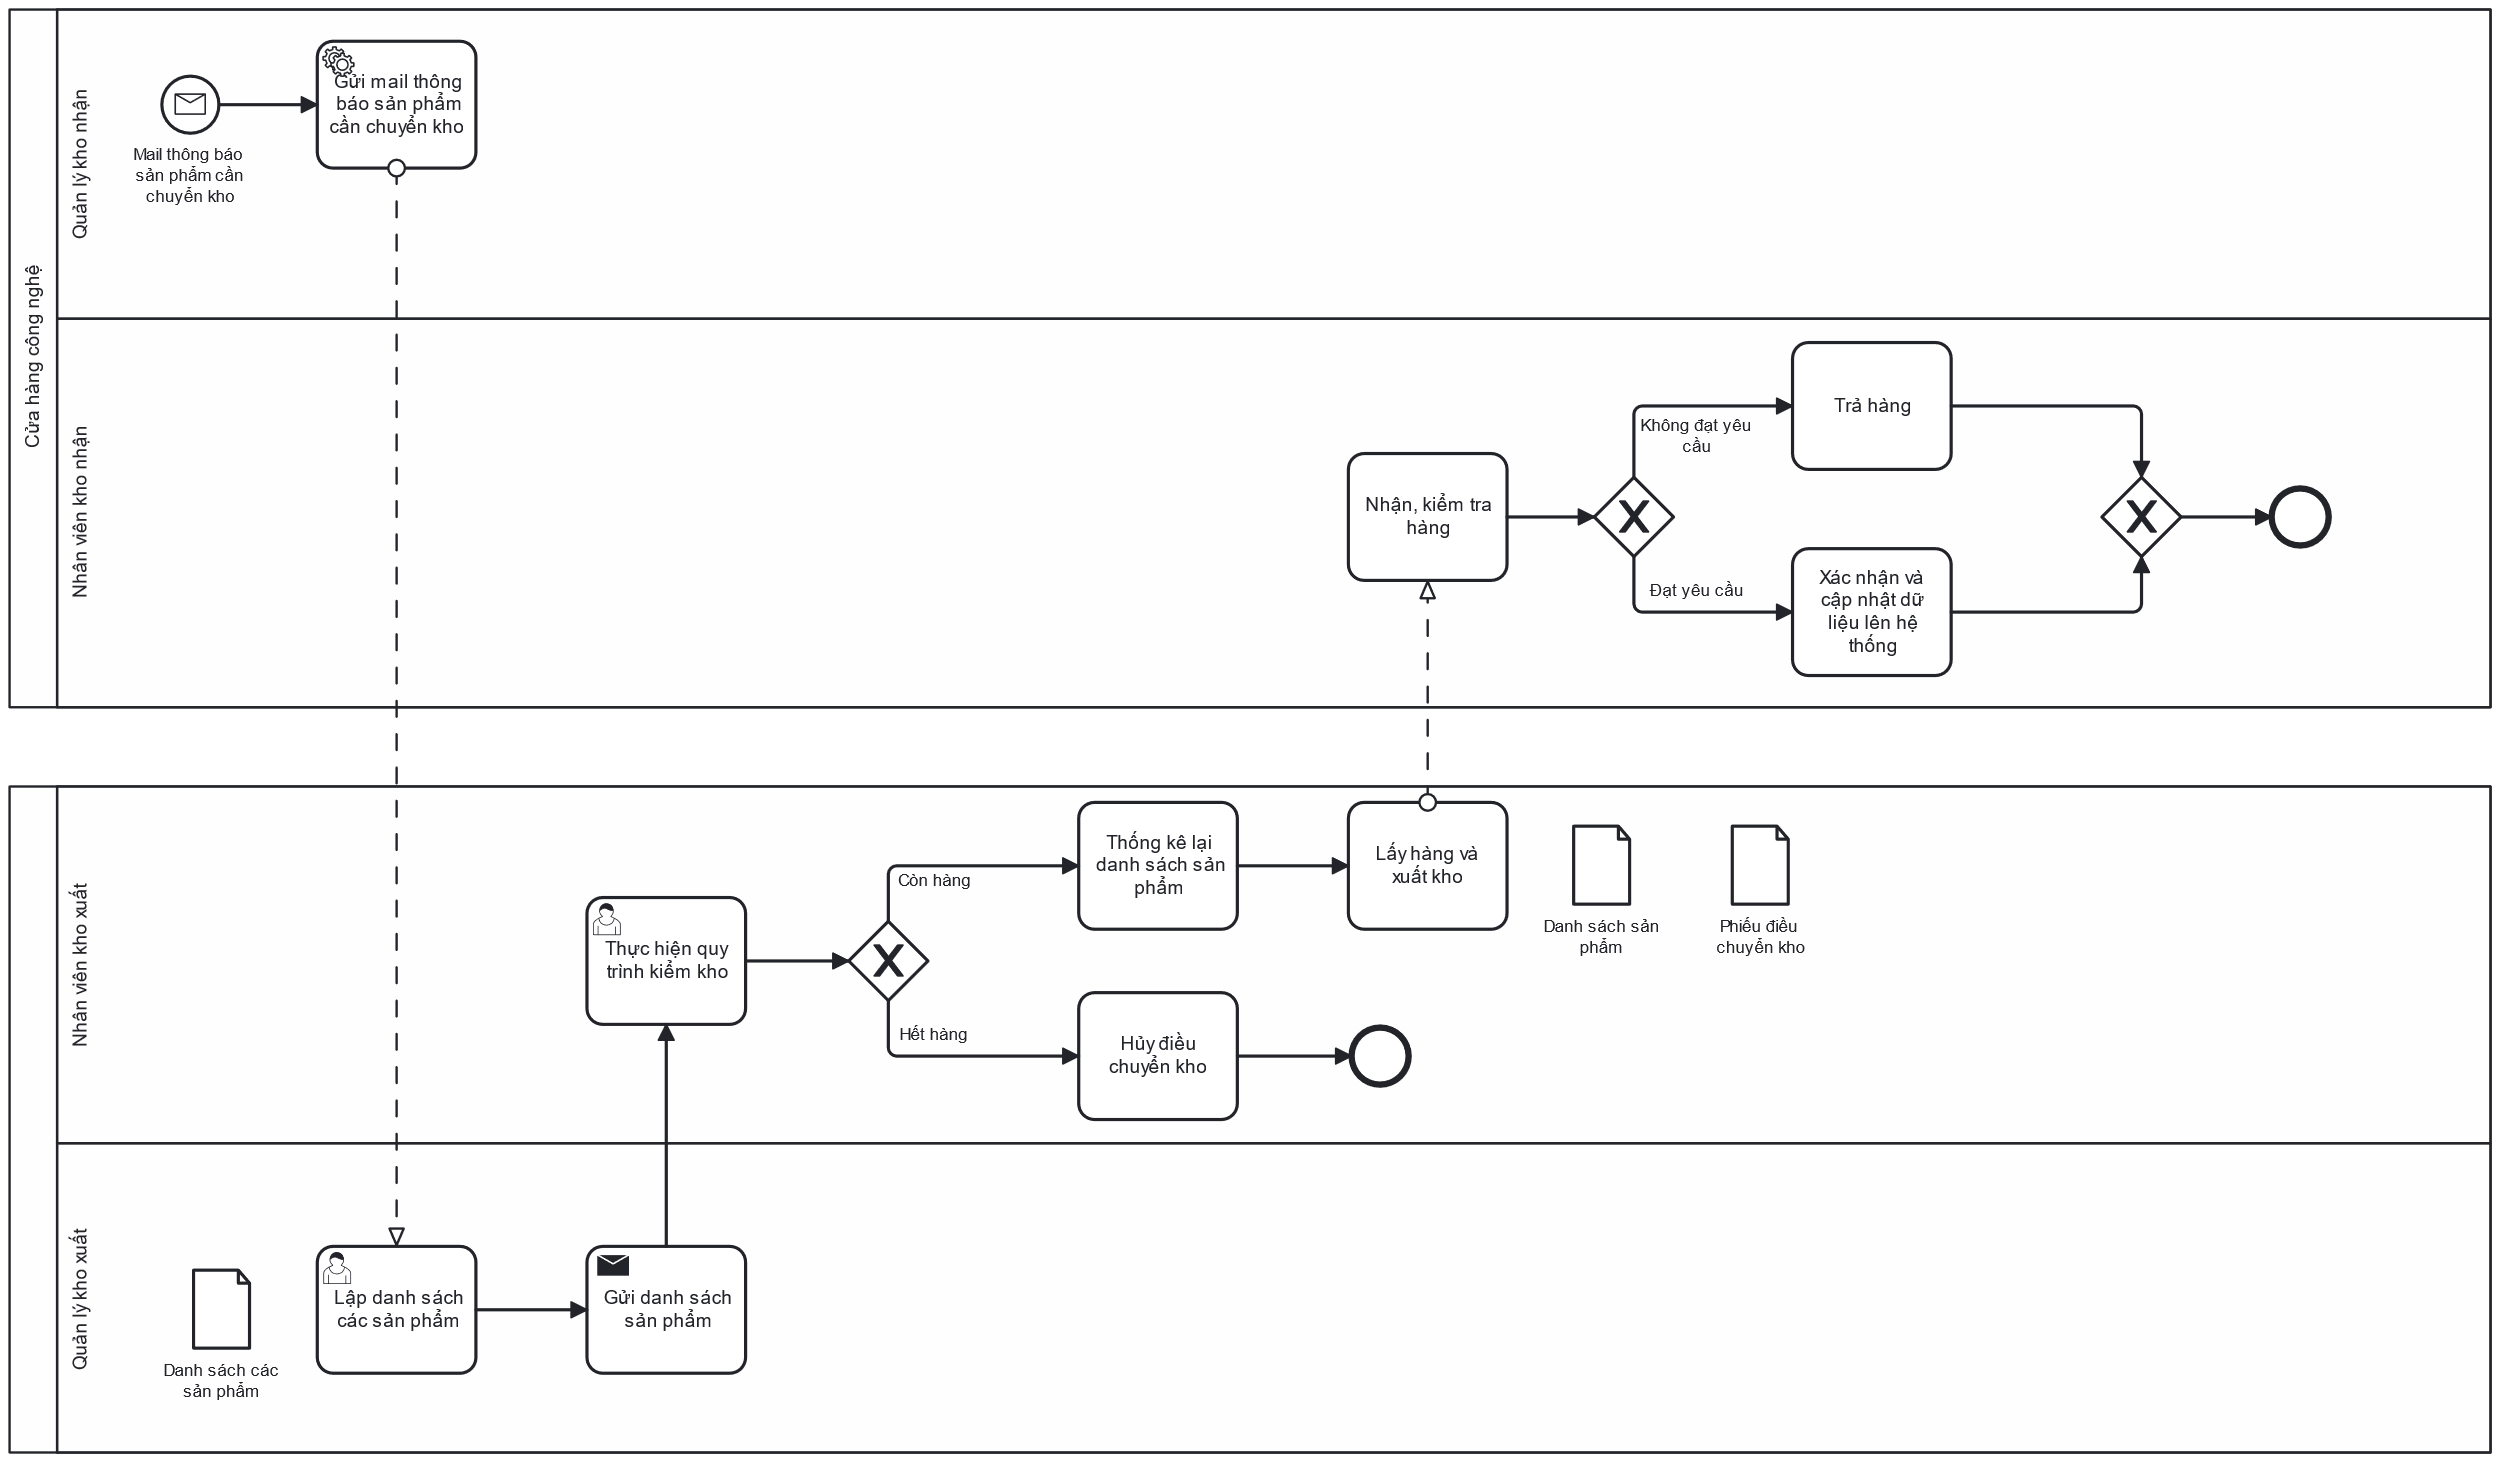 Cửa hàng công nghệ
Quản lý kho nhận
Mail thông báo
sản phẩm cần
chuyển kho
Gửi mail thông
báo sản phẩm
cần chuyển kho
Nhân viên kho nhận
Nhận, kiểm tra
hàng
Không đạt yêu
cầu
Đạt yêu cầu
Trả hàng
Xác nhận và
cập nhật dữ
liệu lên hệ
thống
Nhân viên kho xuất
Thực hiện quy
trình kiểm kho
Còn hàng
Hết hàng
Thống kê lại
danh sách sản
phẩm
Lấy hàng và
xuất kho
Danh sách sản
phẩm
Phiếu điều
chuyển kho
Hủy điều
chuyển kho
Quản lý kho xuất
Danh sách các
sản phẩm
Lập danh sách
các sản phẩm
Gửi danh sách
sản phẩm